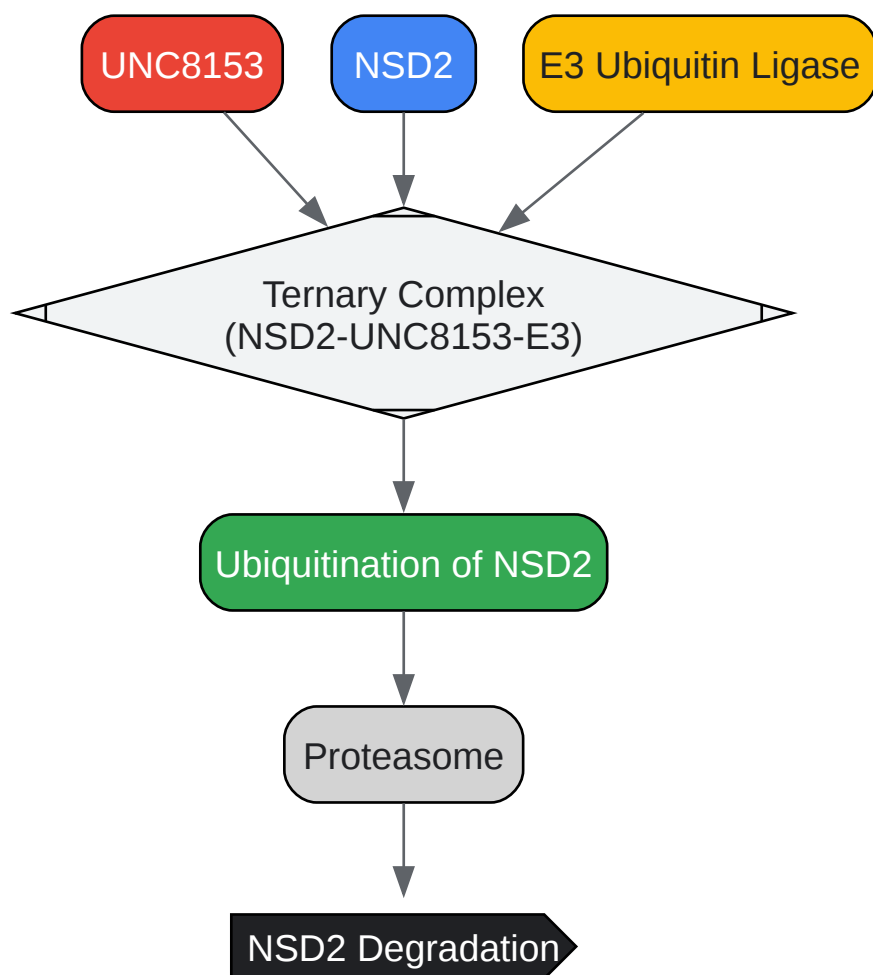 UNC8153
NSD2
E3 Ubiquitin Ligase
Ternary Complex
(NSD2-UNC8153-E3)
Ubiquitination of NSD2
Proteasome
NSD2 Degradation